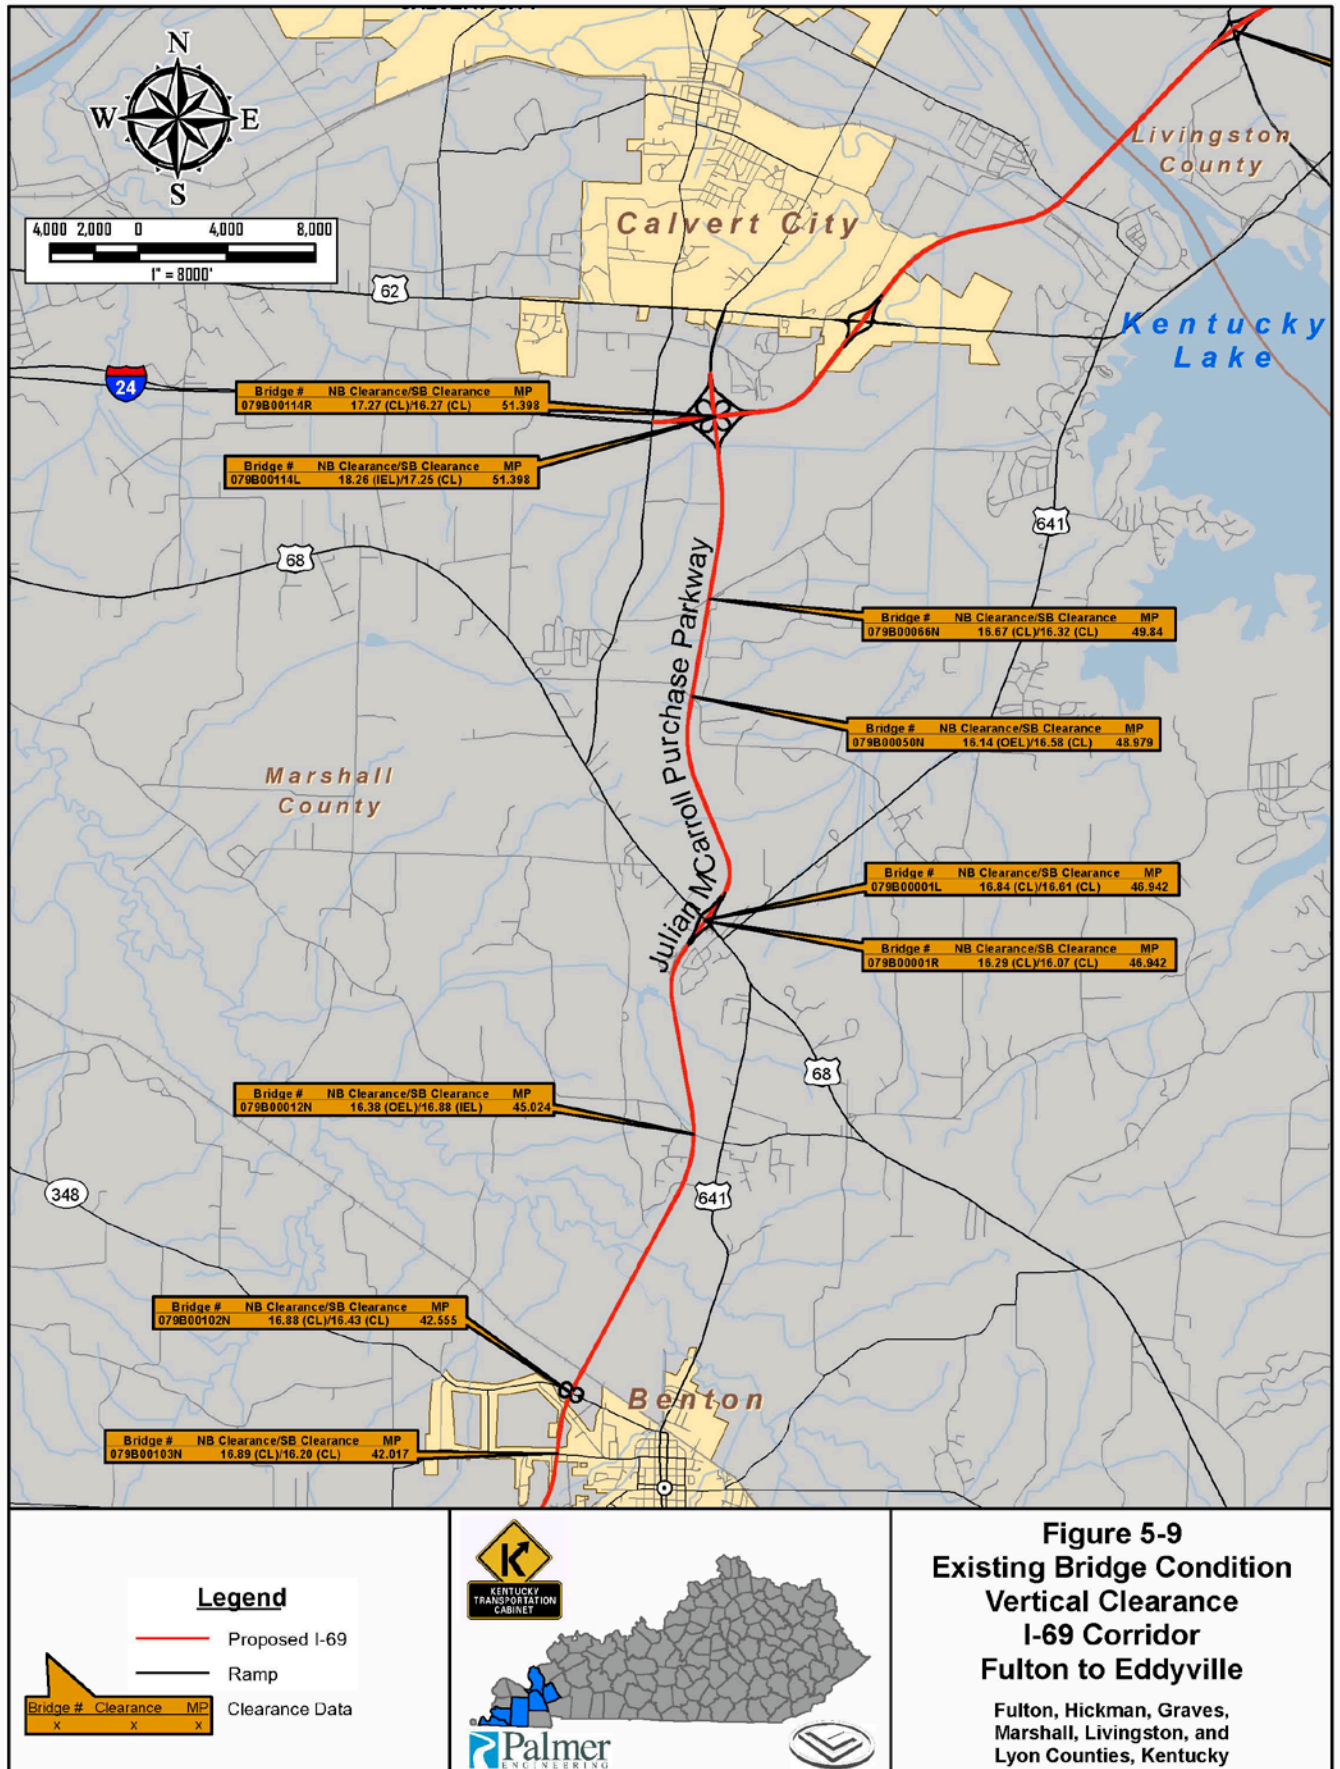 N
W E
S
4,000 2,000 0 4,000 8,000
1" = 8000'
Calvert City
Livingston
County
Kentucky
Lake
62
24
Bridge # NB Clearance/SB Clearance MP
079B00114R 17.27 (CL)/16.27 (CL) 51.398
Bridge # NB Clearance/SB Clearance MP
079B00114L 18.26 (IEL)/17.25 (CL) 51.398
641
68
Bridge # NB Clearance/SB Clearance MP
079B00066N 16.67 (CL)/16.32 (CL) 49.84
Julian M Carroll Purchase Parkway
Bridge # NB Clearance/SB Clearance MP
079B00050N 16.14 (OEL)/16.58 (CL) 48.979
Marshall
County
Bridge # NB Clearance/SB Clearance MP
079B00001L 16.84 (CL)/16.61 (CL) 46.942
Bridge # NB Clearance/SB Clearance MP
079B00001R 16.29 (CL)/16.07 (CL) 46.942
68
Bridge # NB Clearance/SB Clearance MP
079B00012N 16.38 (OEL)/16.88 (IEL) 45.024
348
641
Bridge # NB Clearance/SB Clearance MP
079B00102N 16.88 (CL)/16.43 (CL) 42.555
Benton
Bridge # NB Clearance/SB Clearance MP
079B00103N 16.89 (CL)/16.20 (CL) 42.017
Legend
Proposed I-69
Ramp
Bridge # Clearance MP
x x x
Clearance Data
KENTUCKY
TRANSPORTATION
CABINET
Palmer
ENGINEERING
Figure 5-9
Existing Bridge Condition
Vertical Clearance
I-69 Corridor
Fulton to Eddyville
Fulton, Hickman, Graves,
Marshall, Livingston, and
Lyon Counties, Kentucky